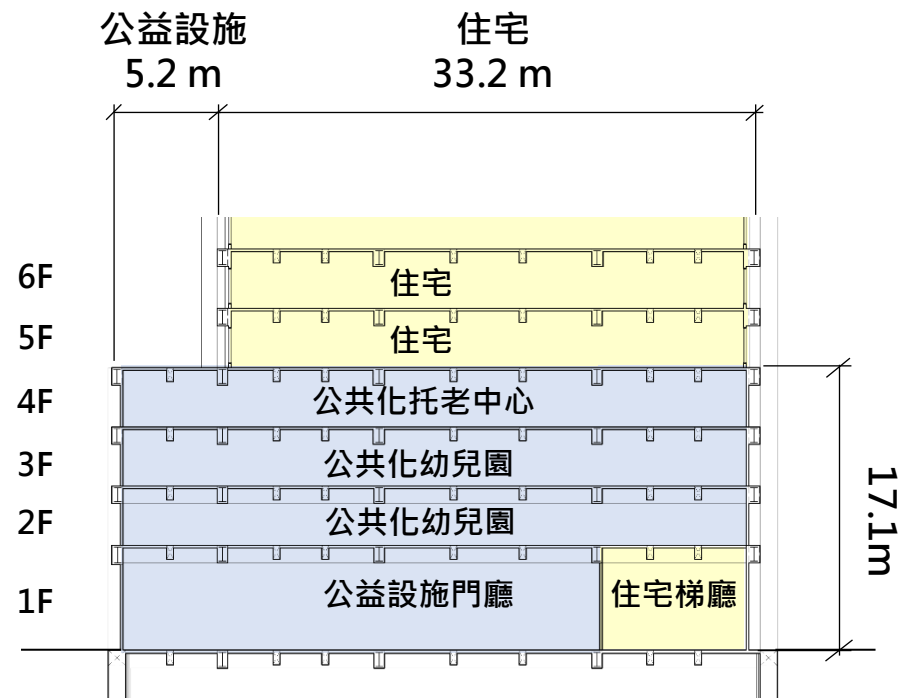 公益設施
5.2 m
住宅
33.2 m
6F
住宅
5F
住宅
4F
公共化托老中心
3F
公共化幼兒園
2F
公共化幼兒園
1F
公益設施門廳
住宅梯廳
17.1m